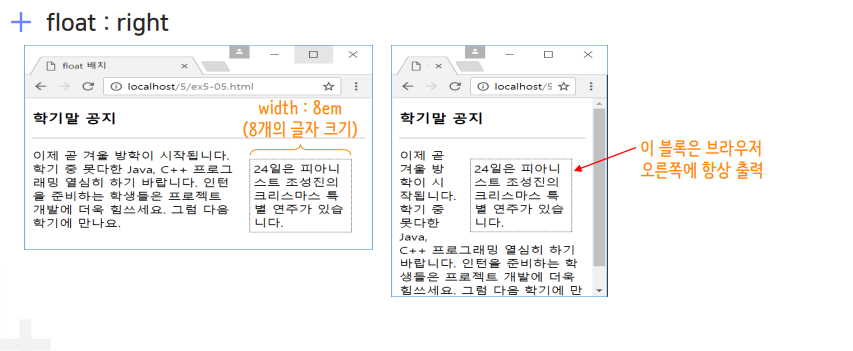 float : right
float 배치
localhost/5/ex5-05.html
width : 8em
(8개의 글자 크기)
학기말 공지
이제 곧 겨울 방학이 시작됩니다.
학기 중 못다한 Java, C++ 프로그
래밍 열심히 하기 바랍니다. 인턴
을 준비하는 학생들은 프로젝트
개발에 더욱 힘쓰세요. 그럼 다음
학기에 만나요.
24일은 피아니
스트 조성진의
크리스마스 특
별 연주가 있습
니다.
localhost/5
학기말 공지
이제 곧
겨울 방
학이 시
작됩니다.
학기 중
못다한
Java,
C++ 프로그래밍 열심히 하기
바랍니다. 인턴을 준비하는 학
생들은 프로젝트 개발에 더욱
힘쓰세요. 그럼 다음 학기에 만
24일은 피아니
스트 조성진의
크리스마스 특
별 연주가 있습
니다.
이 블록은 브라우저
오른쪽에 항상 출력